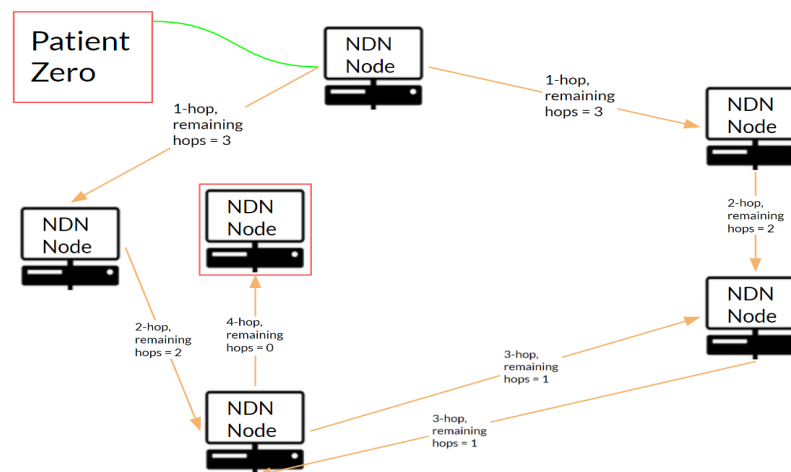 Patient
Zero
NDN
Node
1-hop,
remaining
hops = 3
1-hop,
remaining
hops = 3
NDN
Node
NDN
Node
NDN
Node
2-hop,
remaining
hops = 2
2-hop,
remaining
hops = 2
4-hop,
remaining
hops = 0
NDN
Node
3-hop,
remaining
hops = 1
NDN
Node
3-hop,
remaining
hops = 1